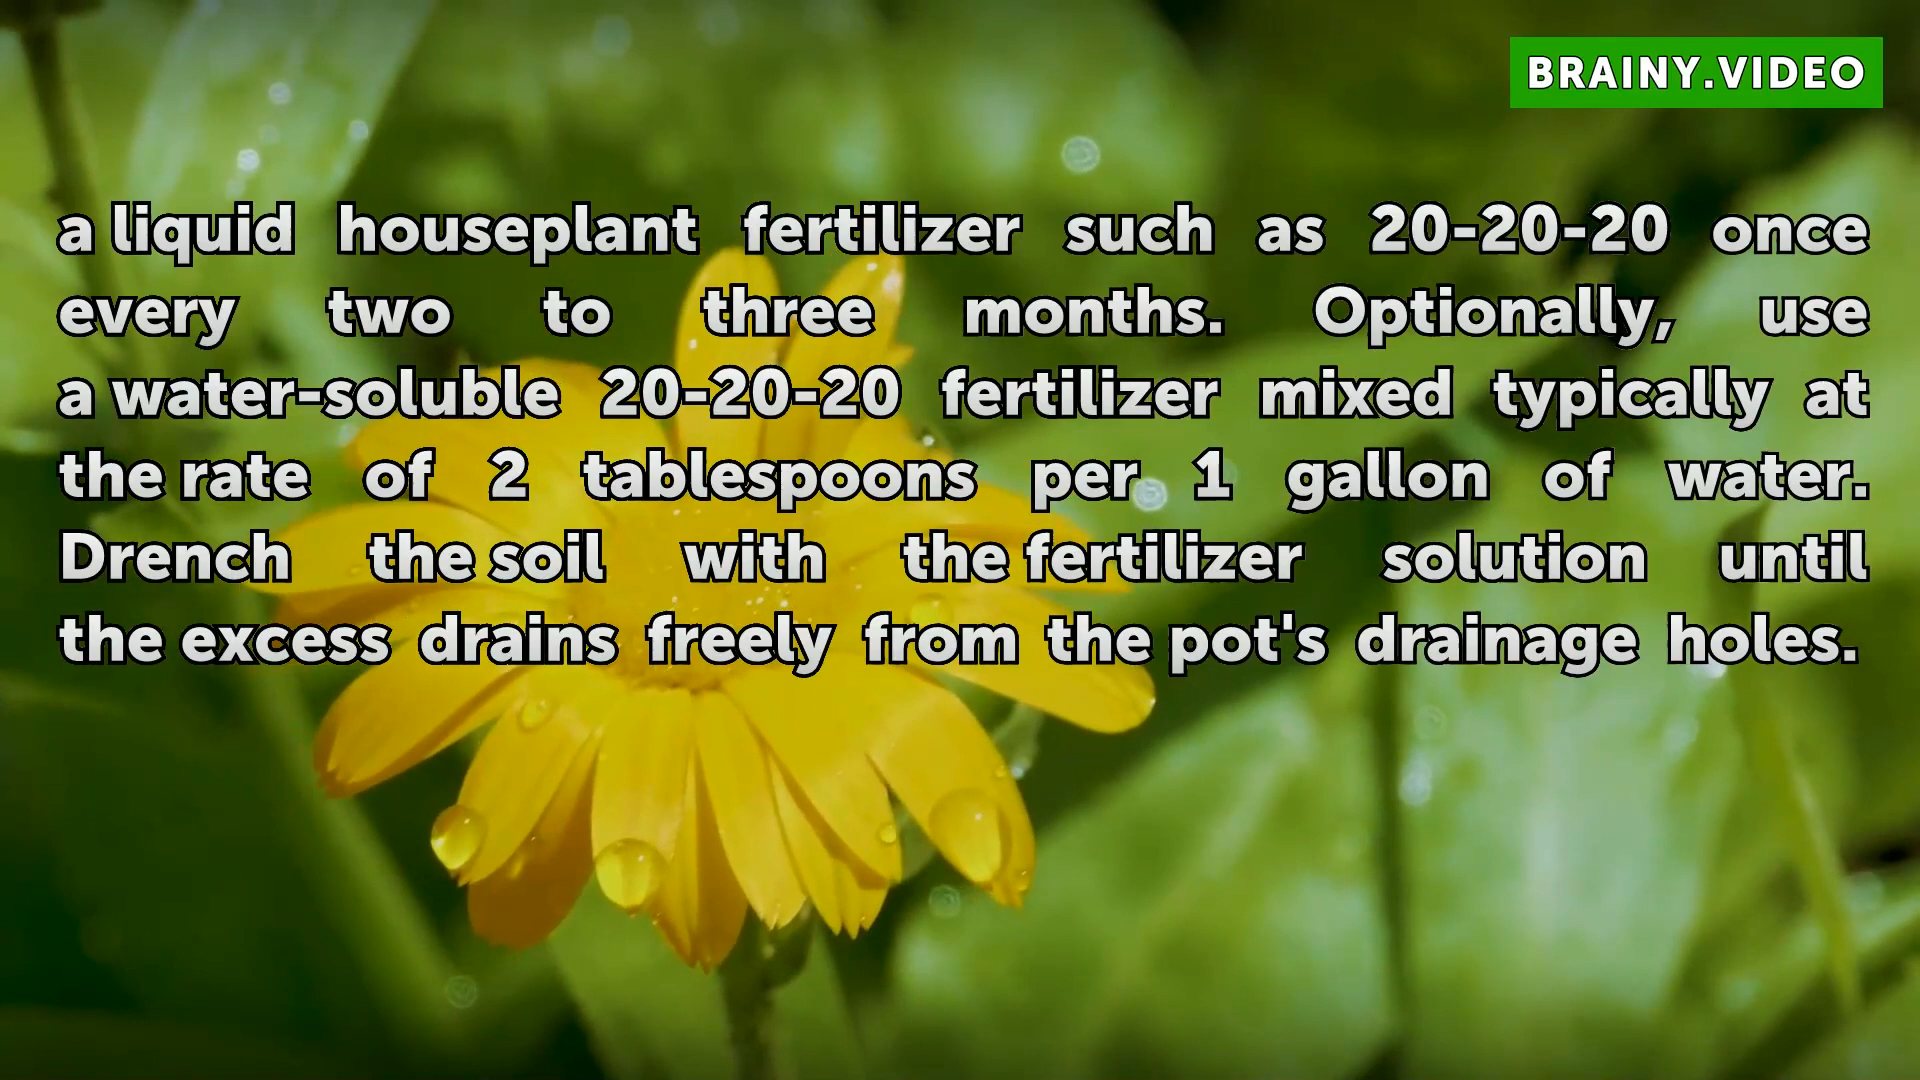 BRAINY.VIDEO
a liquid houseplant fertilizer such as 20-20-20 once
every two to three months. Optionally, use
a water-soluble 20-20-20 fertilizer mixed typically at
the rate of 2 tablespoons per 1 gallon of water.
Drench the soil with the fertilizer solution until
the excess drains freely from the pot's drainage holes.